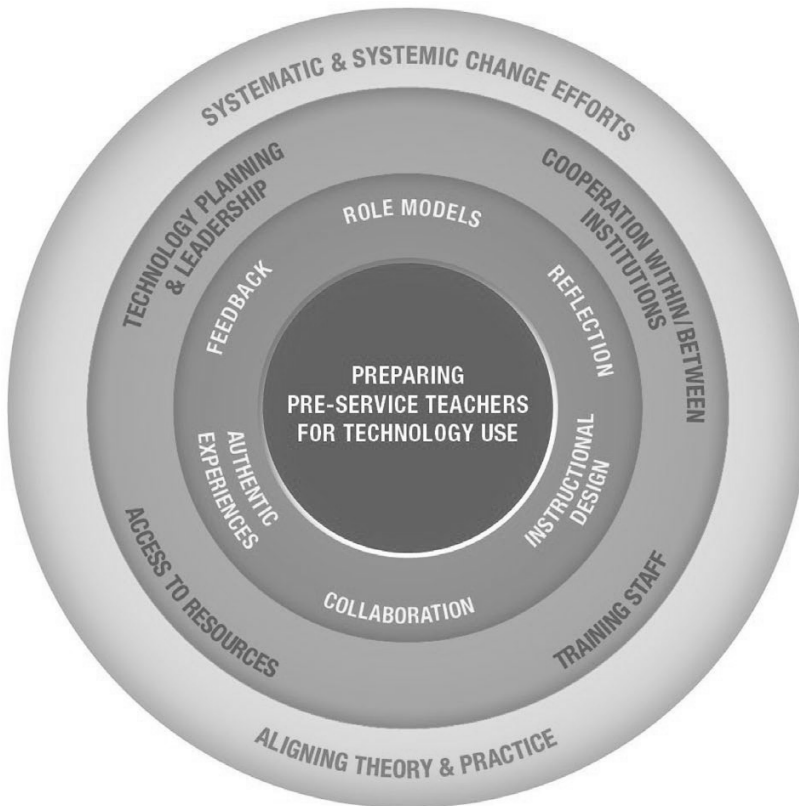 SYSTEMATIC & SYSTEMIC CHANGE EFFORTS
TECHNOLOGY PLANNING
& LEADERSHIP
COOPERATION WITHIN/BETWEEN
INSTITUTIONS
ROLE MODELS
FEEDBACK
REFLECTION
PREPARING
PRE-SERVICE TEACHERS
FOR TECHNOLOGY USE
AUTHENTIC
EXPERIENCES
INSTRUCTIONAL
DESIGN
COLLABORATION
ACCESS TO RESOURCES
TRAINING STAFF
ALIGNING THEORY & PRACTICE